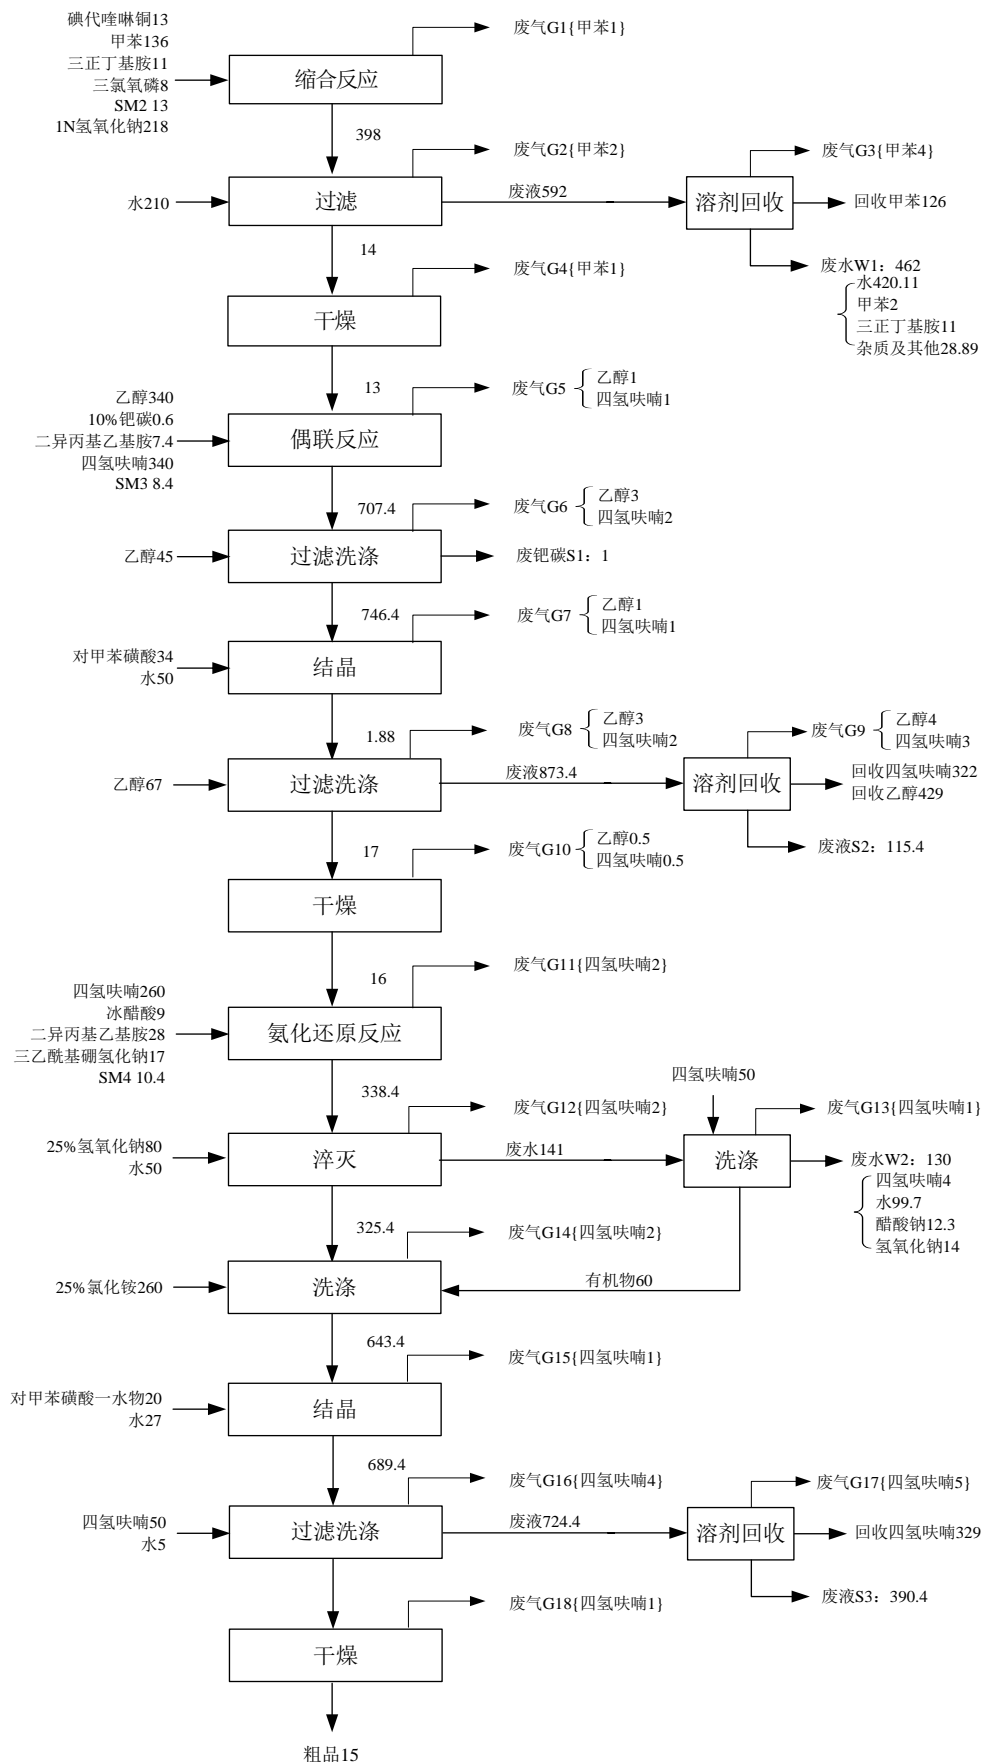 碘代喹啉铜13
甲苯136
三正丁基胺11
三氯氧磷8
SM2 13
1N氢氧化钠218
缩合反应
废气G1{甲苯1}
398
水210
过滤
废气G2{甲苯2}
废液592
溶剂回收
废气G3{甲苯4}
回收甲苯126
废水W1：462
水420.11
甲苯2
三正丁基胺11
杂质及其他28.89
14
干燥
废气G4{甲苯1}
13
乙醇340
10%钯碳0.6
二异丙基乙基胺7.4
四氢呋喃340
SM3 8.4
偶联反应
废气G5
乙醇1
四氢呋喃1
707.4
乙醇45
过滤洗涤
废气G6
乙醇3
四氢呋喃2
废钯碳S1：1
746.4
对甲苯磺酸34
水50
结晶
废气G7
乙醇1
四氢呋喃1
1.88
乙醇67
过滤洗涤
废气G8
乙醇3
四氢呋喃2
废液873.4
溶剂回收
废气G9
乙醇4
四氢呋喃3
回收四氢呋喃322
回收乙醇429
废液S2：115.4
17
干燥
废气G10
乙醇0.5
四氢呋喃0.5
16
四氢呋喃260
冰醋酸9
二异丙基乙基胺28
三乙酰基硼氢化钠17
SM4 10.4
氨化还原反应
废气G11{四氢呋喃2}
338.4
25%氢氧化钠80
水50
淬灭
废气G12{四氢呋喃2}
废水141
四氢呋喃50
洗涤
废气G13{四氢呋喃1}
废水W2：130
四氢呋喃4
水99.7
醋酸钠12.3
氢氧化钠14
325.4
25%氯化铵260
洗涤
废气G14{四氢呋喃2}
有机物60
643.4
对甲苯磺酸一水物20
水27
结晶
废气G15{四氢呋喃1}
689.4
四氢呋喃50
水5
过滤洗涤
废气G16{四氢呋喃4}
废液724.4
溶剂回收
废气G17{四氢呋喃5}
回收四氢呋喃329
废液S3：390.4
干燥
废气G18{四氢呋喃1}
粗品15